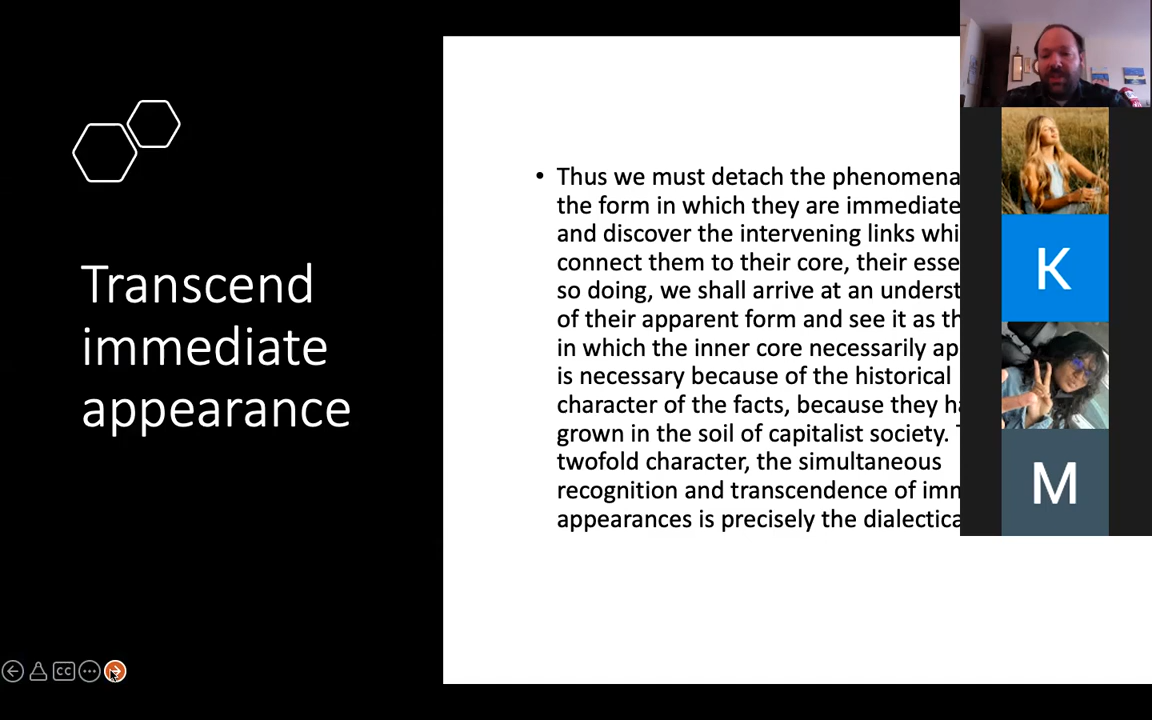 Transcend
immediate
appearance
• Thus we must detach the phenomena
the form in which they are immediate
and discover the intervening links whi
connect them to their core, their esse
so doing, we shall arrive at an underst
of their apparent form and see it as th
in which the inner core necessarily ap
is necessary because of the historical
character of the facts, because they ha
grown in the soil of capitalist society.
twofold character, the simultaneous
recognition and transcendence of imm
appearances is precisely the dialectica
K
M
CC